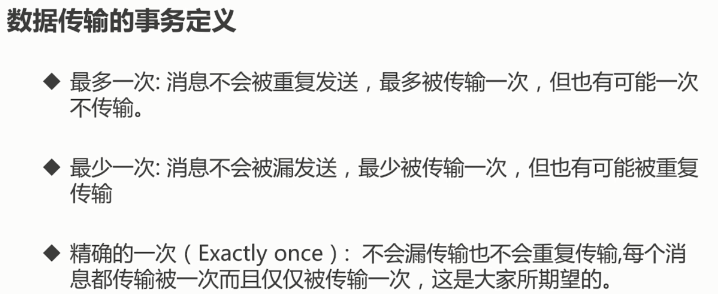 数据传输的事务定义
◆ 最多一次: 消息不会被重复发送，最多被传输一次，但也有可能一次
不传输。
◆ 最少一次: 消息不会被漏发送，最少被传输一次，但也有可能被重复
传输
◆ 精确的一次（Exactly once）: 不会漏传输也不会重复传输,每个消
息都传输被一次而且仅仅被传输一次，这是大家所期望的。